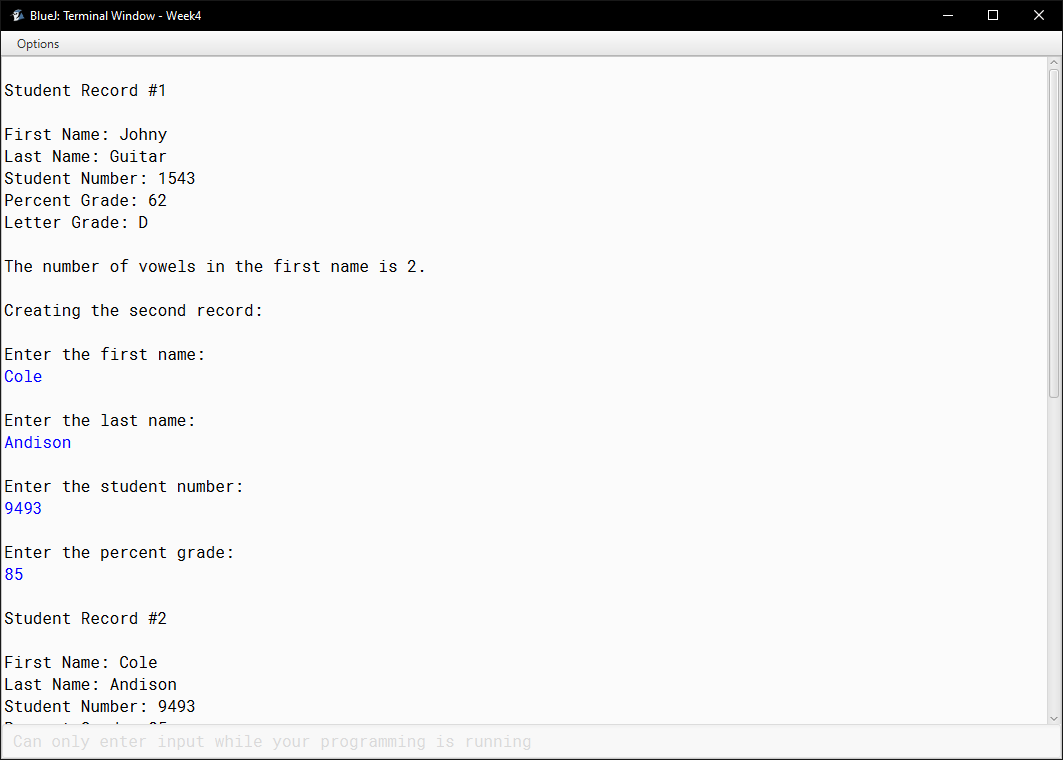 BlueJ: Terminal Window - Week4
Options
Student Record #1
First Name: Johny
Last Name: Guitar
Student Number: 1543
Percent Grade: 62
Letter Grade: D
The number of vowels in the first name is 2.
Creating the second record:
Enter the first name:
Cole
Enter the last name:
Andison
Enter the student number:
9493
Enter the percent grade:
85
Student Record #2
First Name: Cole
Last Name: Andison
Student Number: 9493
Can only enter input while your programming is running